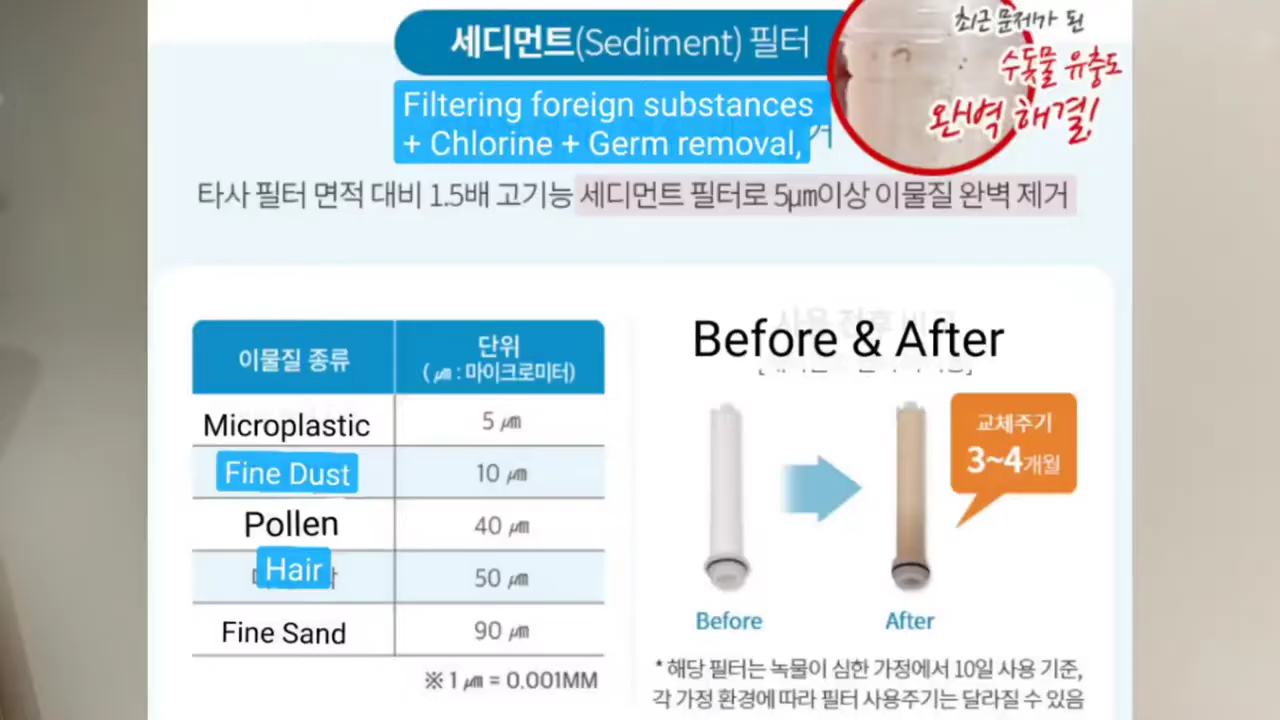 세디먼트(Sediment) 필터
최근 문제가 된
수돗물 유충도
완벽 해결!
Filtering foreign substances
+ Chlorine + Germ removal,
타사 필터 면적 대비 1.5배 고기능 세디먼트 필터로 5㎛이상 이물질 완벽 제거
이물질 종류
단위
(㎛ : 마이크로미터)
Microplastic
5 ㎛
Fine Dust
10 ㎛
Pollen
40 ㎛
Hair
50 ㎛
Fine Sand
90 ㎛
※ 1 ㎛ = 0.001MM
Before & After
교체주기
3~4개월
Before
After
* 해당 필터는 녹물이 심한 가정에서 10일 사용 기준,
각 가정 환경에 따라 필터 사용주기는 달라질 수 있음